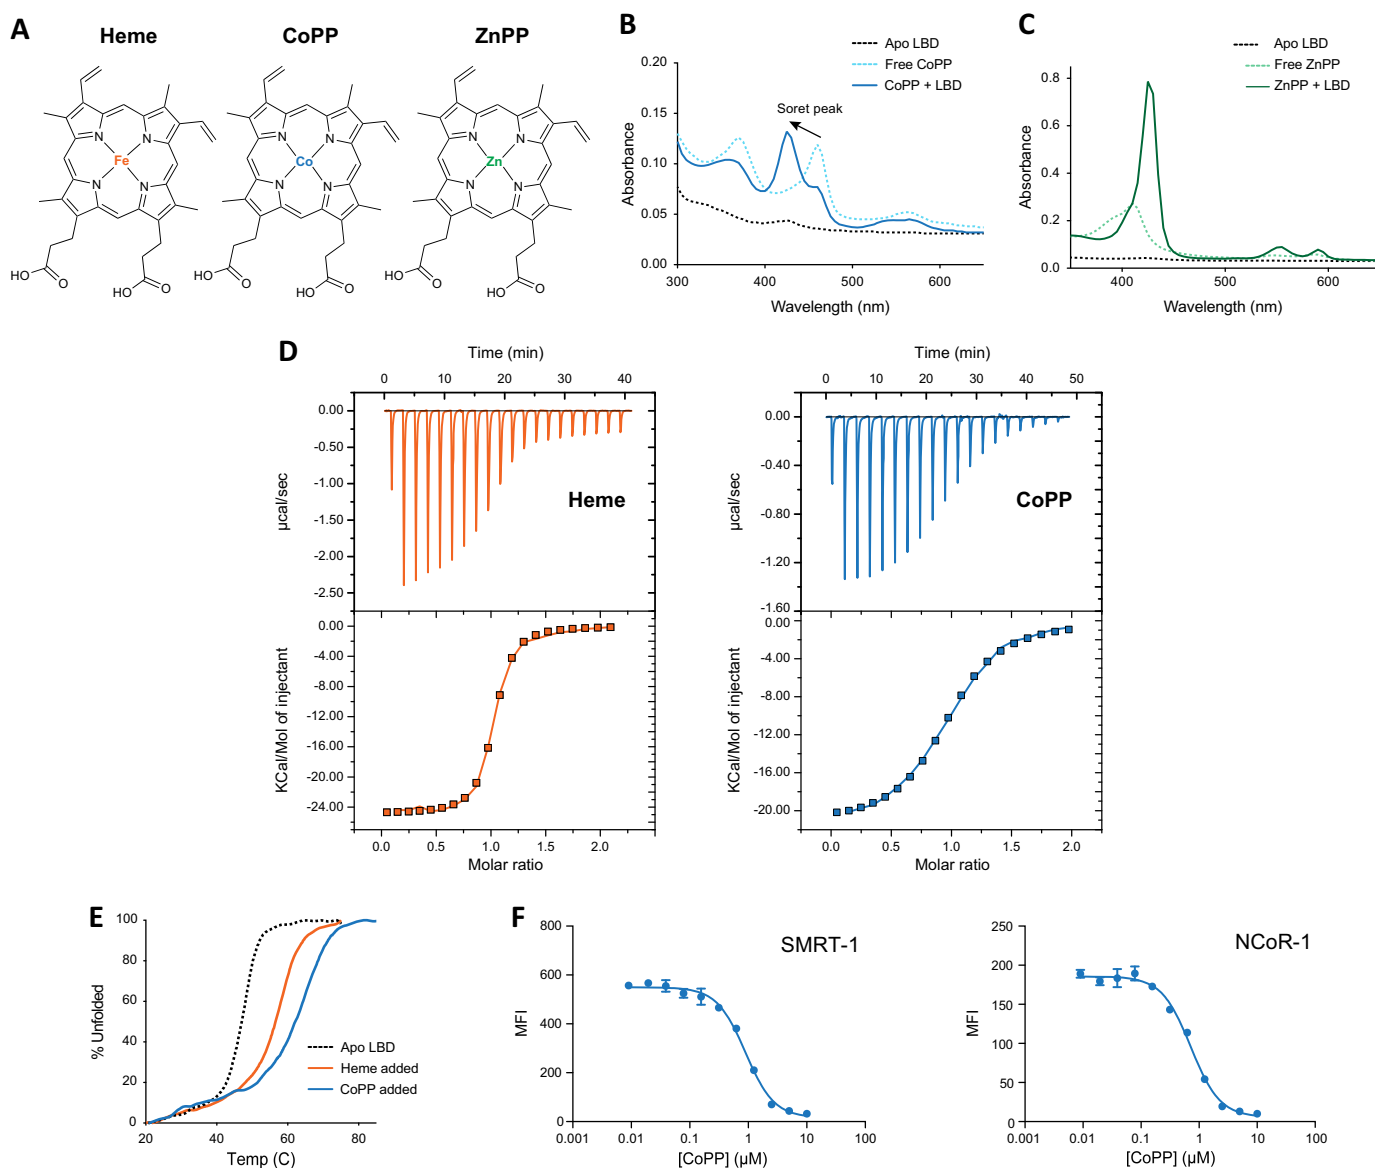 A
Heme
CoPP
ZnPP
Fe
N
N
N
N
Co
N
N
N
N
Zn
N
N
N
N
HO
O
HO
O
HO
O
HO
O
HO
O
HO
O
B
Apo LBD
Free CoPP
CoPP + LBD
Soret peak
Absorbance
0.20
0.15
0.10
0.05
0.00
300
400
500
600
Wavelength (nm)
C
Apo LBD
Free ZnPP
ZnPP + LBD
Absorbance
0.8
0.6
0.4
0.2
0.0
400
500
600
Wavelength (nm)
D
Time (min)
0
10
20
30
40
µcal/sec
0.00
-0.50
-1.00
-1.50
-2.00
-2.50
Heme
KCal/Mol of injectant
0.00
-4.00
-8.00
-12.00
-16.00
-20.00
-24.00
0.0
0.5
1.0
1.5
2.0
Molar ratio
Time (min)
0
10
20
30
40
50
µcal/sec
0.00
-0.40
-0.80
-1.20
-1.60
CoPP
KCal/Mol of injectant
0.00
-4.00
-8.00
-12.00
-16.00
-20.00
0.0
0.5
1.0
1.5
2.0
Molar ratio
E
% Unfolded
100
80
60
40
20
0
Apo LBD
Heme added
CoPP added
20
40
60
80
Temp (C)
F
SMRT-1
MFI
800
600
400
200
0
0.001
0.01
0.1
1
10
100
[CoPP] (µM)
NCoR-1
MFI
250
200
150
100
50
0
0.001
0.01
0.1
1
10
100
[CoPP] (µM)